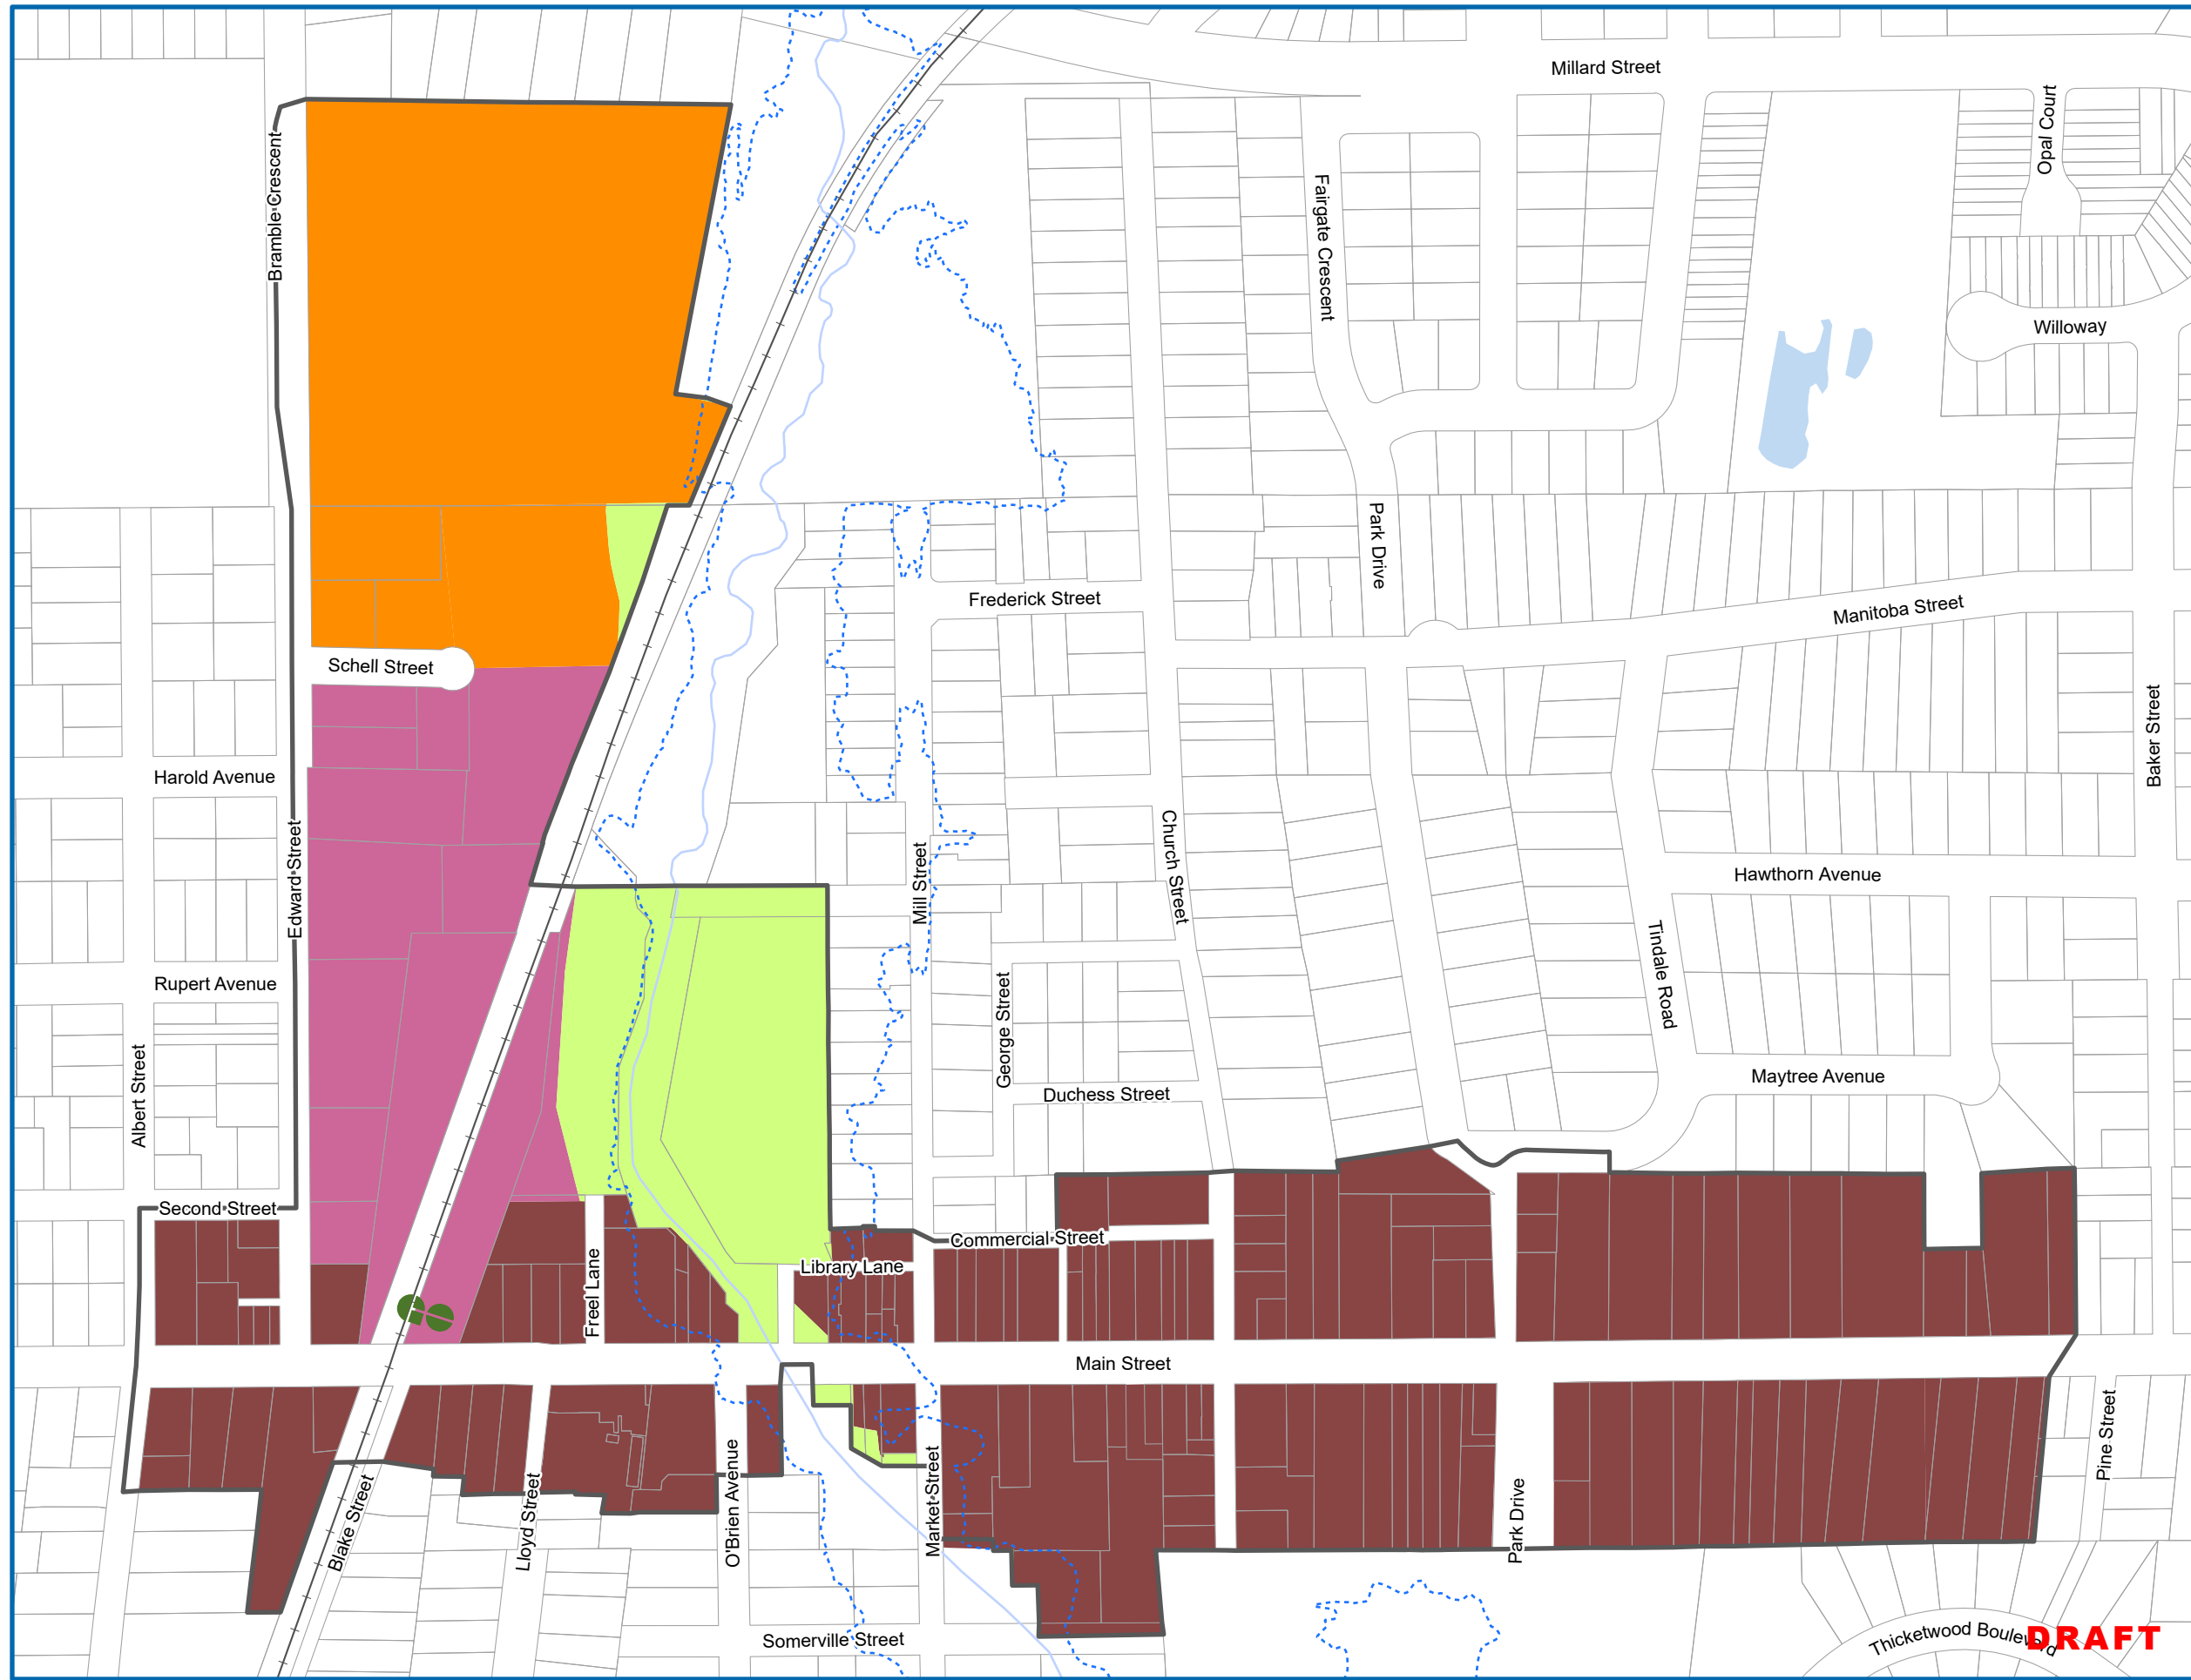 Millard Street
Opal Court
Bramble Crescent
Fairgate Crescent
Willoway
Park Drive
Frederick Street
Manitoba Street
Schell Street
Baker Street
Harold Avenue
Edward Street
Mill Street
Church Street
Hawthorn Avenue
Tindale Road
Rupert Avenue
George Street
Albert Street
Maytree Avenue
Duchess Street
Second Street
Commercial Street
Library Lane
Freel Lane
Main Street
Pine Street
Market Street
O'Brien Avenue
Lloyd Street
Blake Street
Park Drive
Somerville Street
Thicketwood Boulevard
DRAFT